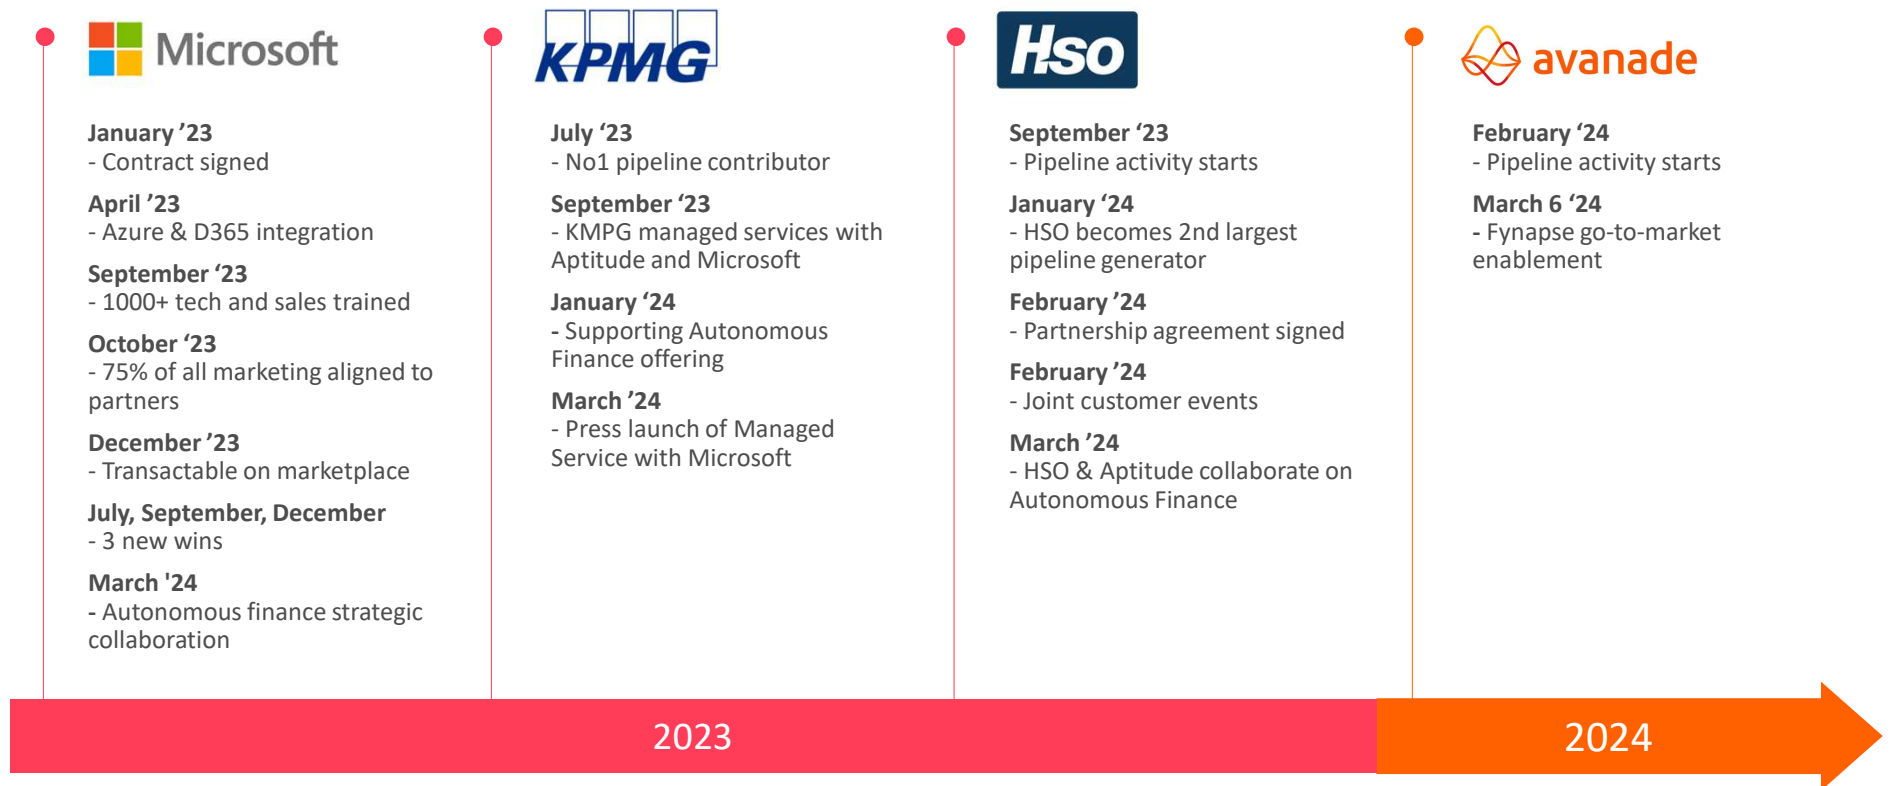 Microsoft
January ’23
- Contract signed
April ’23
- Azure & D365 integration
September ‘23
- 1000+ tech and sales trained
October ‘23
- 75% of all marketing aligned to
partners
December ’23
- Transactable on marketplace
July, September, December
- 3 new wins
March '24
- Autonomous finance strategic
collaboration
KPMG
July ‘23
- No1 pipeline contributor
September ‘23
- KMPG managed services with
Aptitude and Microsoft
January ‘24
- Supporting Autonomous
Finance offering
March ’24
- Press launch of Managed
Service with Microsoft
HSO
September ‘23
- Pipeline activity starts
January ‘24
- HSO becomes 2nd largest
pipeline generator
February ’24
- Partnership agreement signed
February ’24
- Joint customer events
March ’24
- HSO & Aptitude collaborate on
Autonomous Finance
avanade
February ‘24
- Pipeline activity starts
March 6 ‘24
- Fynapse go-to-market
enablement
2023
2024